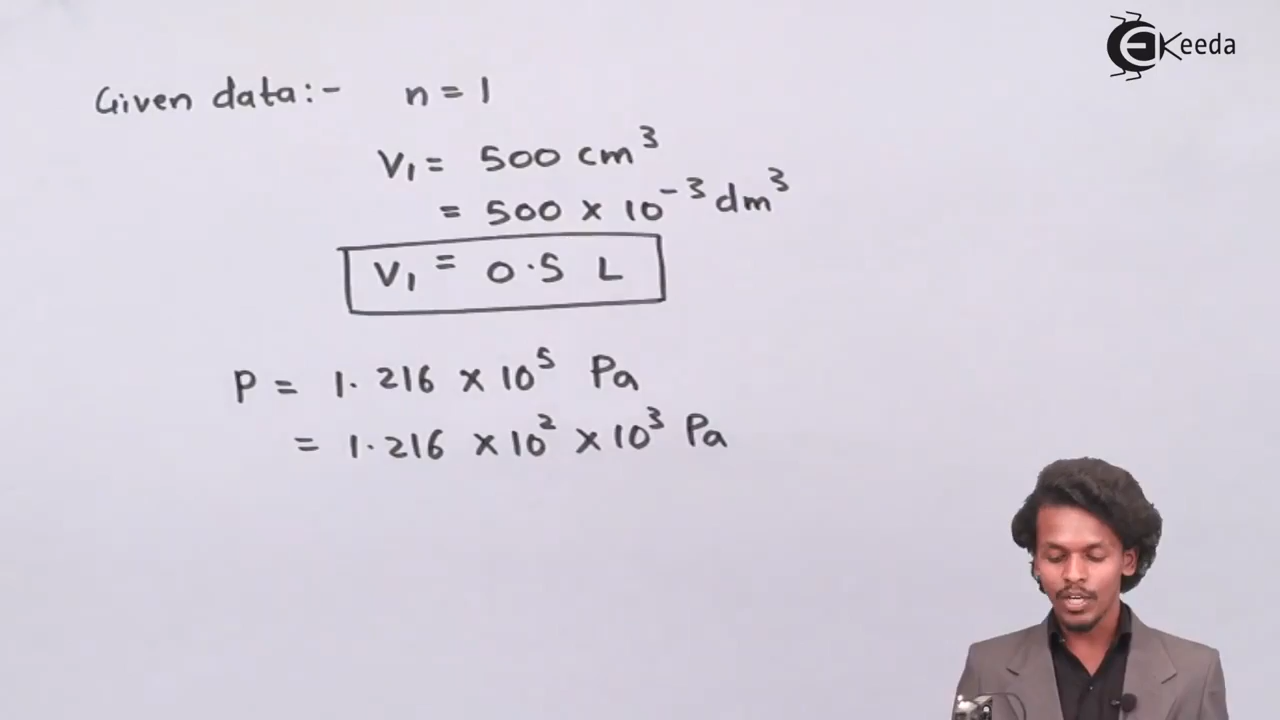 Ekeeda
Given data:- n = 1
V₁ = 500 cm³
= 500 × 10⁻³ dm³
V₁ = 0.5 L
P = 1.216 × 10⁵ Pa
= 1.216 × 10² × 10³ Pa